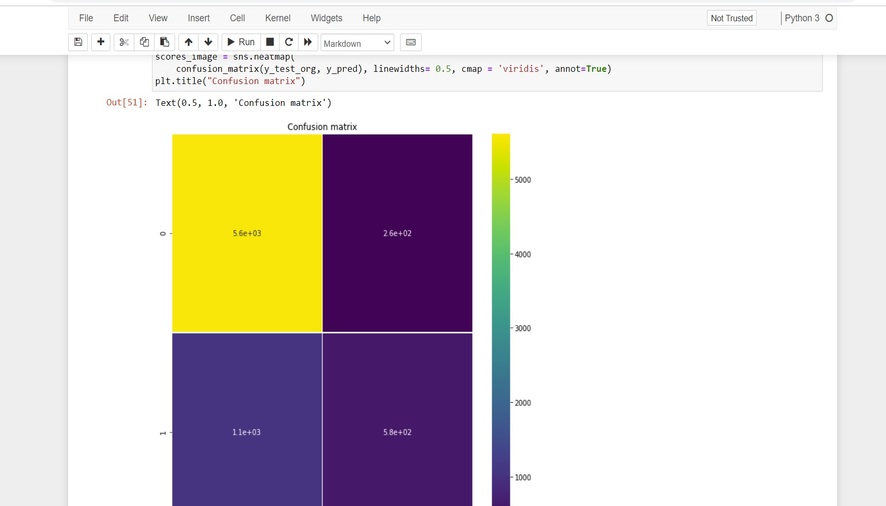 File Edit View Insert Cell Kernel Widgets Help Not Trusted Python 3
Run Markdown
scores_image = sns.heatmap(
confusion_matrix(y_test_org, y_pred), linewidths= 0.5, cmap = 'viridis', annot=True)
plt.title("Confusion matrix")
Out[51]: Text(0.5, 1.0, 'Confusion matrix')
Confusion matrix
5000
0 5.6e+03 2.6e+02
4000
3000
2000
1 1.1e+03 5.8e+02
1000